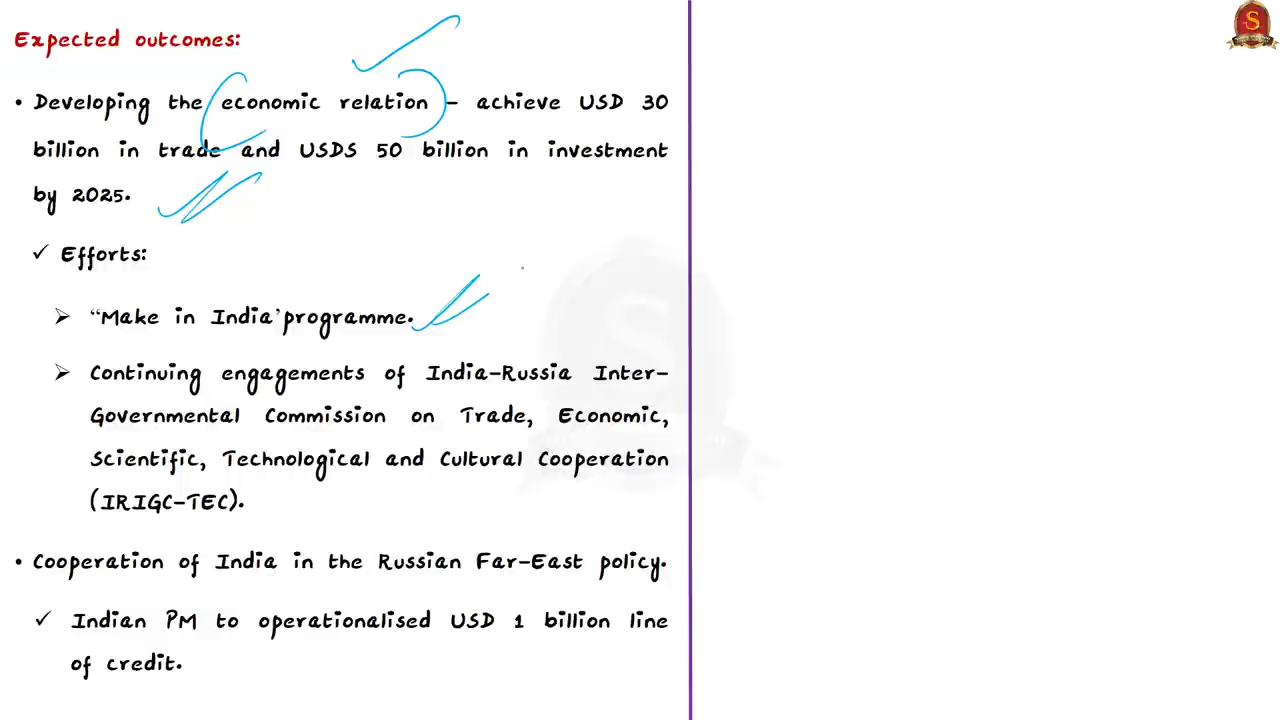 Expected outcomes:
• Developing the economic relation – achieve USD 30
billion in trade and USDS 50 billion in investment
by 2025.
✓ Efforts:
➢ “Make in India’programme.
➢ Continuing engagements of India-Russia Inter-
Governmental Commission on Trade, Economic,
Scientific, Technological and Cultural Cooperation
(IRIGC-TEC).
• Cooperation of India in the Russian Far-East policy.
✓ Indian PM to operationalised USD 1 billion line
of credit.
S